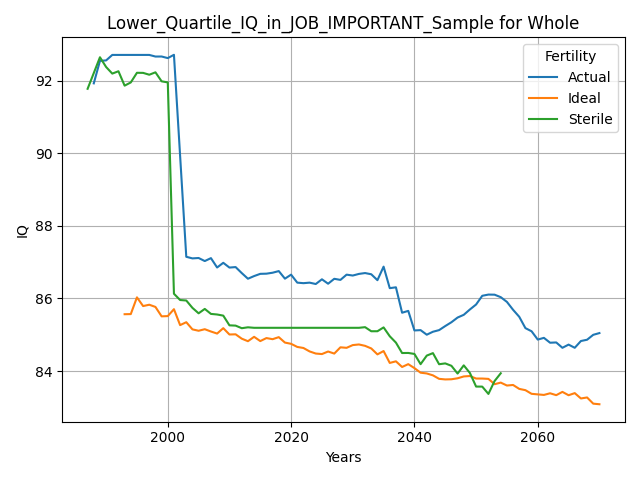 Lower_Quartile_IQ_in_JOB_IMPORTANT_Sample for Whole
Fertility
Actual
Ideal
Sterile
IQ
92
90
88
86
84
2000
2020
2040
2060
Years